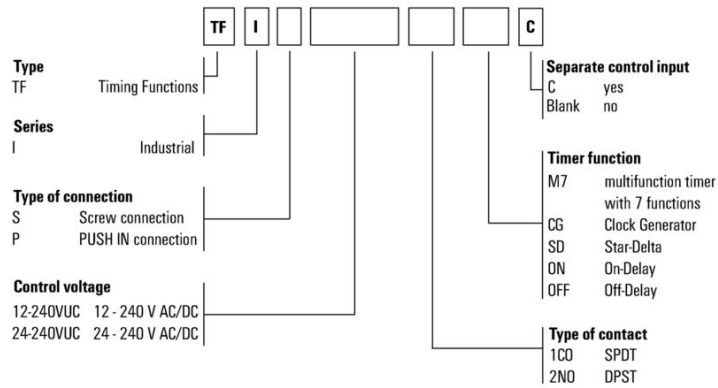 TF I C
Type
TF Timing Functions
Series
I Industrial
Type of connection
S Screw connection
P PUSH IN connection
Control voltage
12-240VUC 12 - 240 V AC/DC
24-240VUC 24 - 240 V AC/DC
Separate control input
C yes
Blank no
Timer function
M7 multifunction timer
with 7 functions
CG Clock Generator
SD Star-Delta
ON On-Delay
OFF Off-Delay
Type of contact
1CO SPDT
2NO DPST